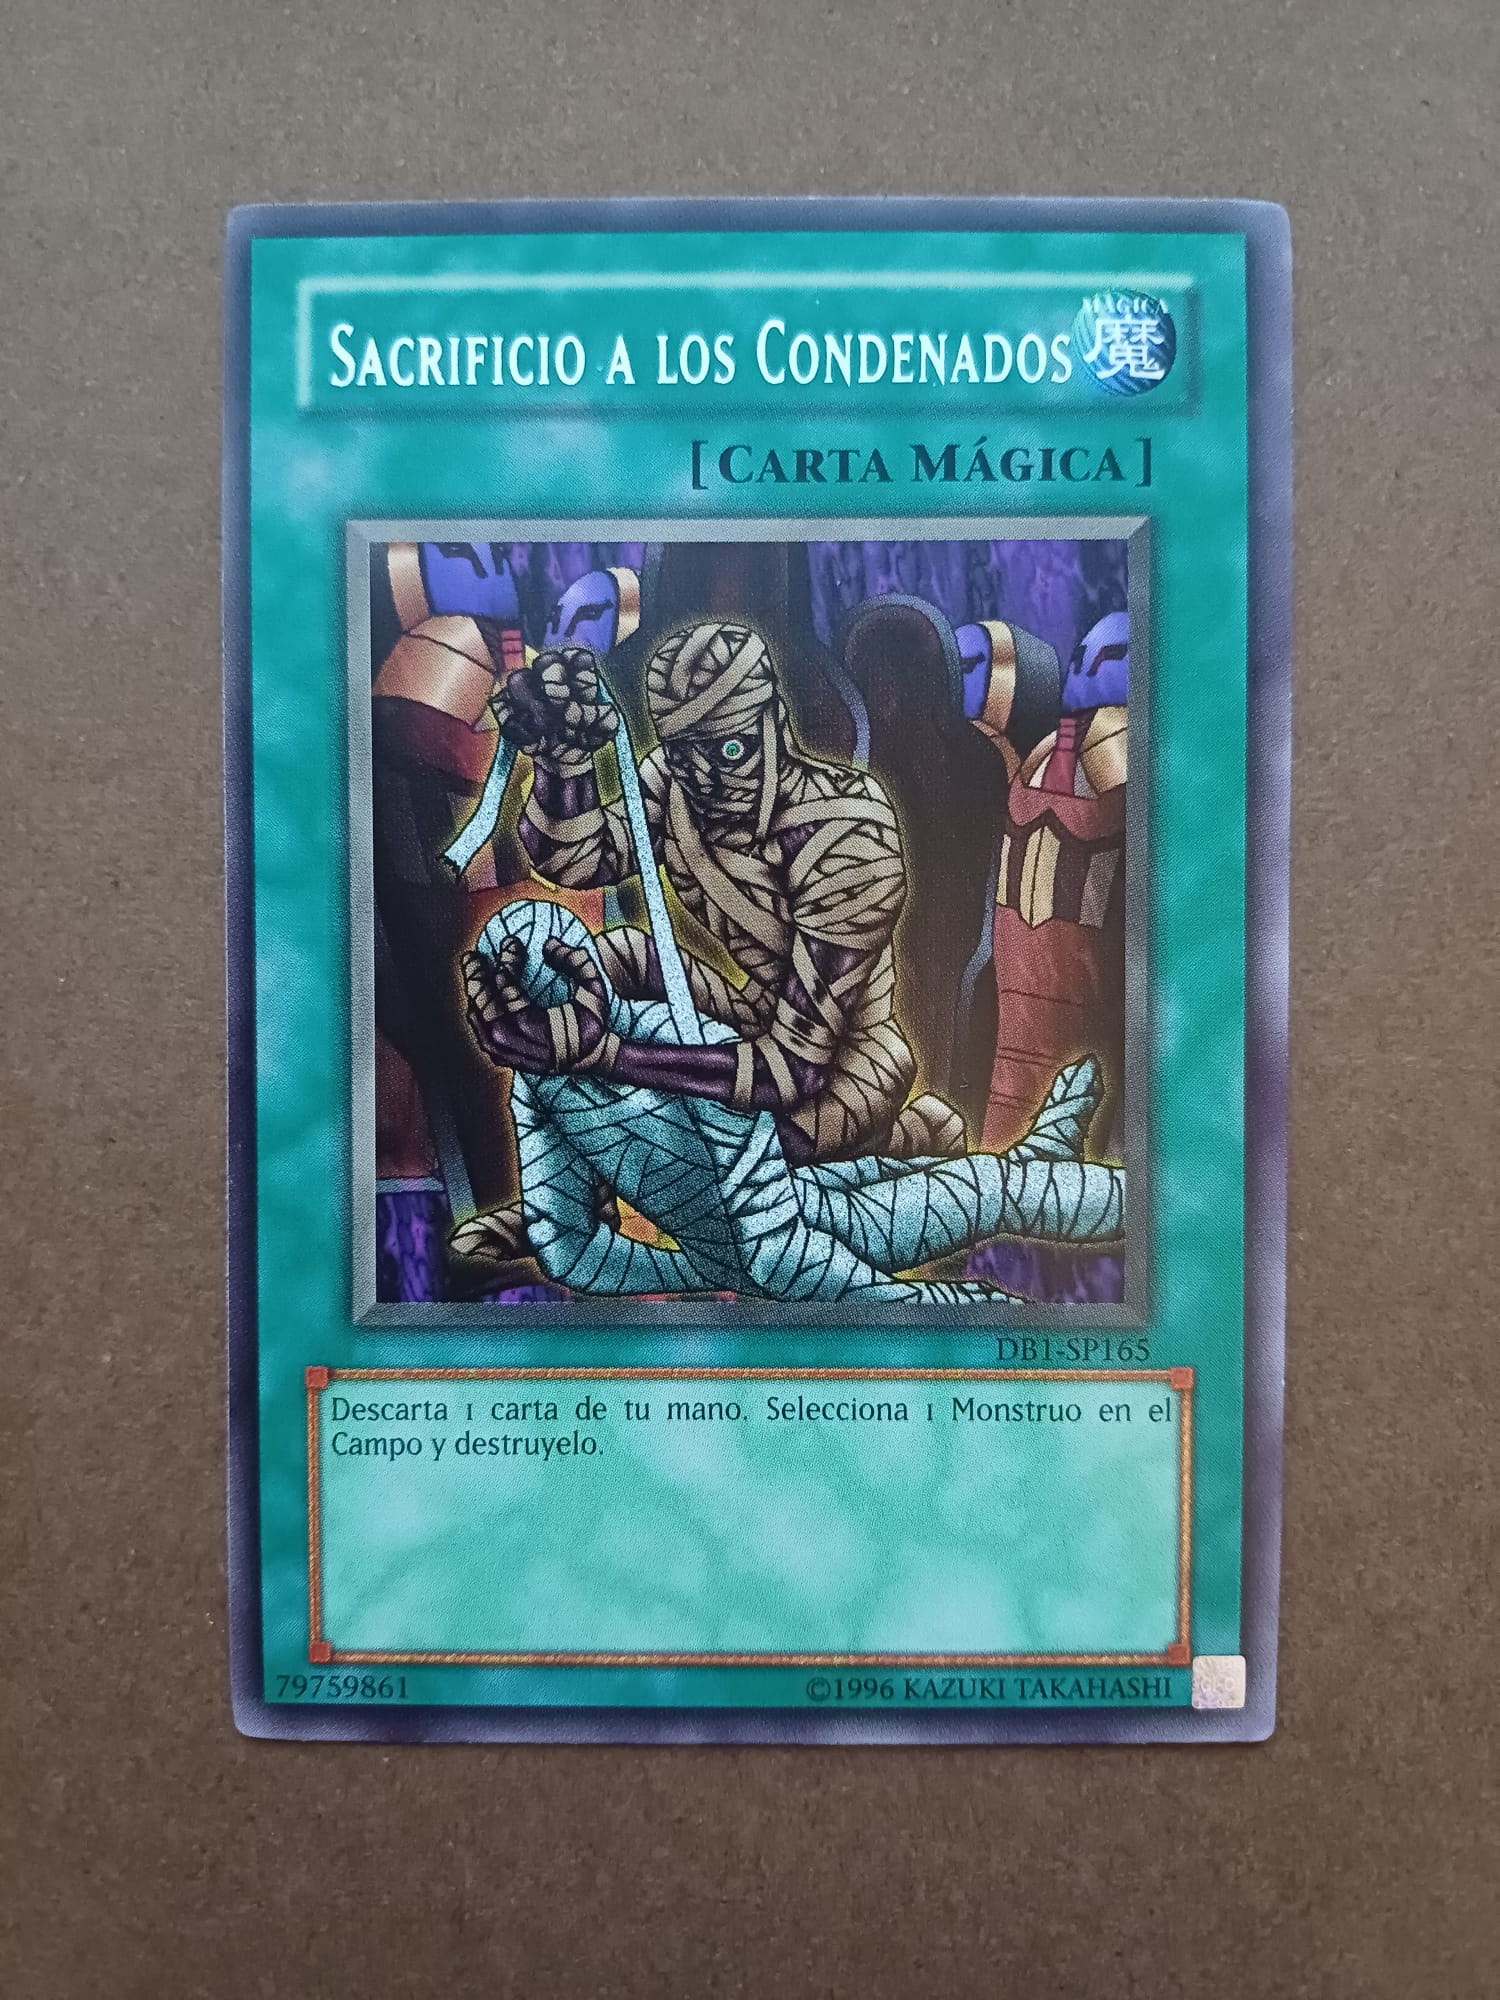 SACRIFICIO A LOS CONDENADOS
MÁGICA
魔
[CARTA MÁGICA]
DB1-SP165
Descarta 1 carta de tu mano. Selecciona 1 Monstruo en el
Campo y destruyelo.
79759861
©1996 KAZUKI TAKAHASHI